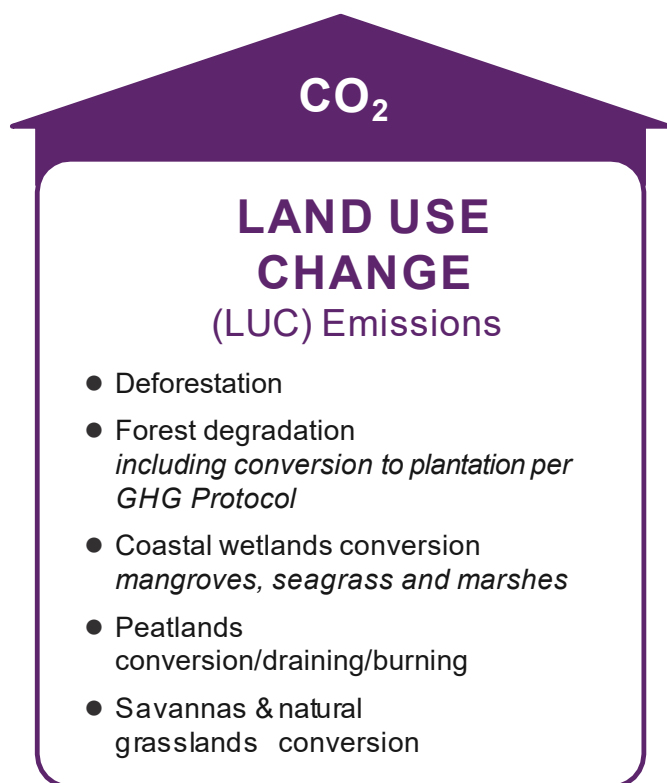 CO₂
LAND USE
CHANGE
(LUC) Emissions
● Deforestation
● Forest degradation
including conversion to plantation per
GHG Protocol
● Coastal wetlands conversion
mangroves, seagrass and marshes
● Peatlands
conversion/draining/burning
● Savannas & natural
grasslands conversion